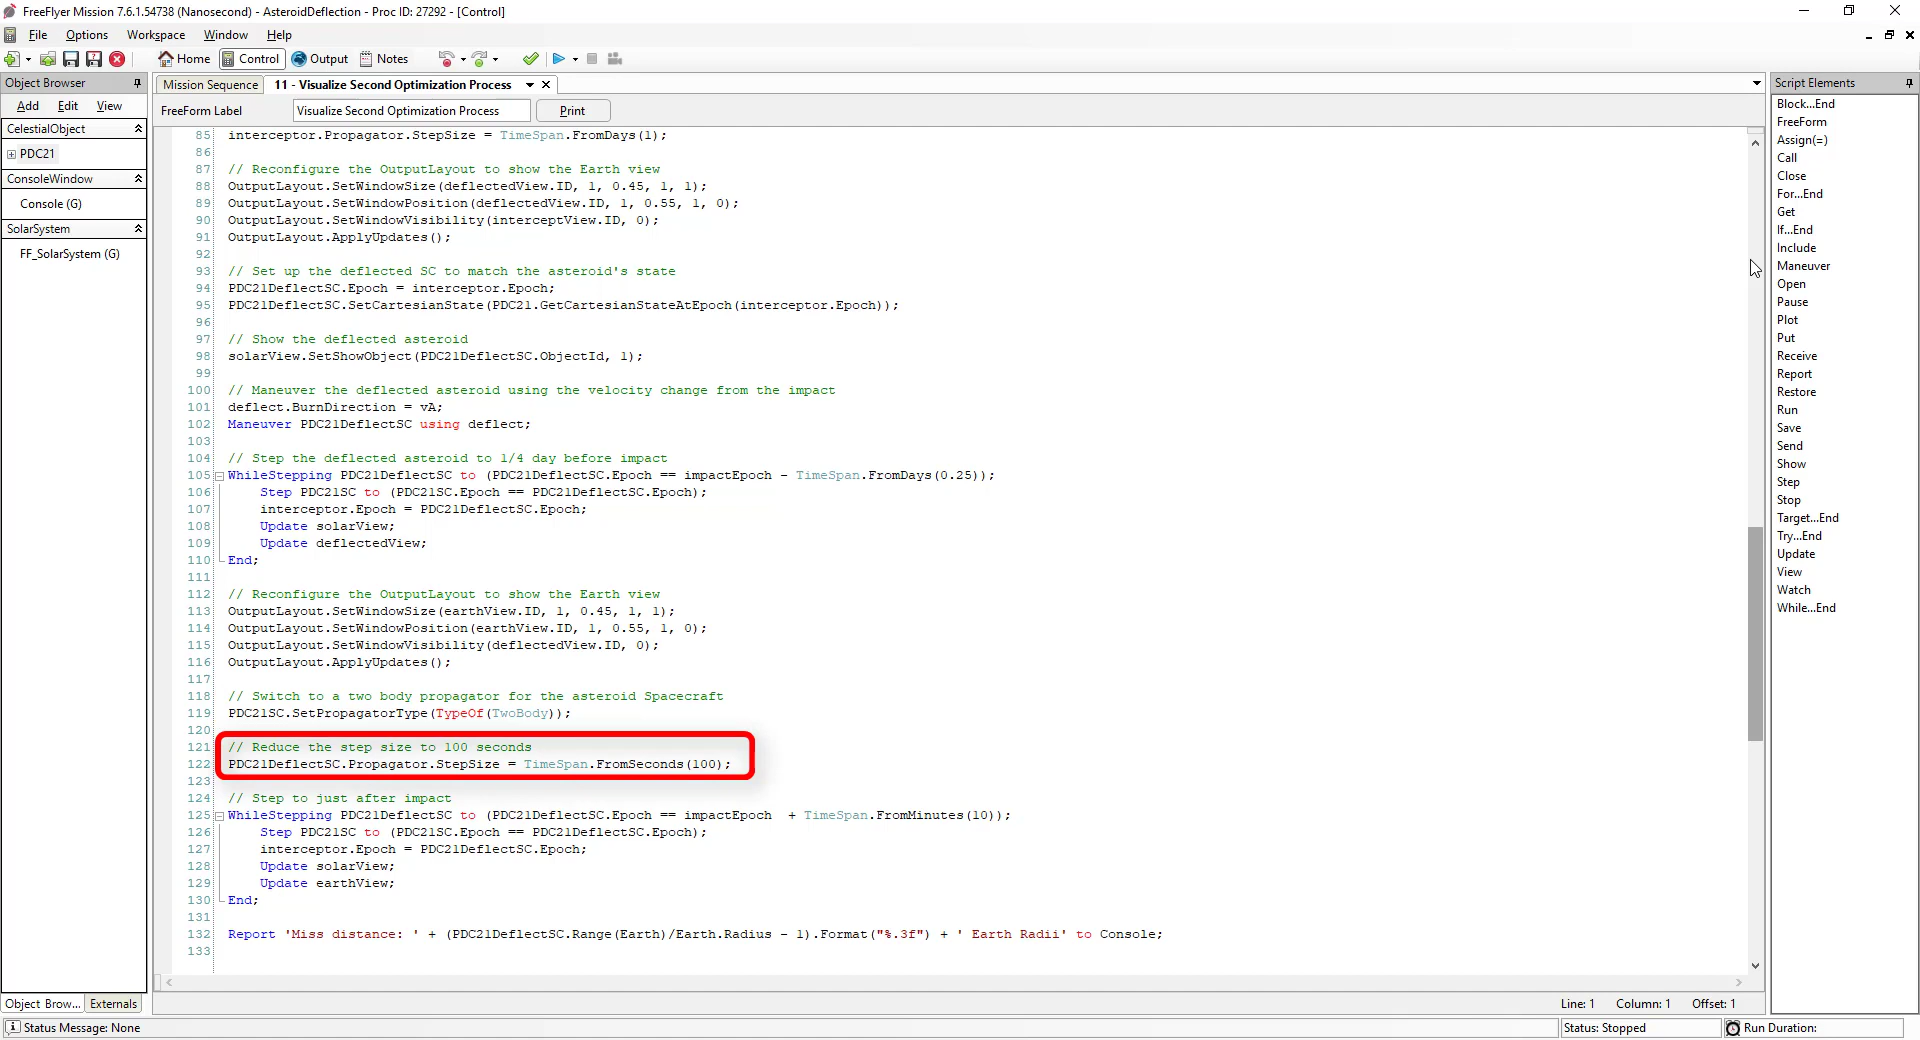 FreeFlyer Mission 7.6.1.54738 (Nanosecond) - AsteroidDeflection - Proc ID: 27292 - [Control]
File Options Workspace Window Help
Home Control Output Notes
Object Browser
Add Edit View
CelestialObject
PDC21
ConsoleWindow
Console (G)
SolarSystem
FF_SolarSystem (G)
Object Brow... Externals
Mission Sequence 11 - Visualize Second Optimization Process
FreeForm Label Visualize Second Optimization Process Print
85 interceptor.Propagator.StepSize = TimeSpan.FromDays(1);
86
87 // Reconfigure the OutputLayout to show the Earth view
88 OutputLayout.SetWindowSize(deflectedView.ID, 1, 0.45, 1, 1);
89 OutputLayout.SetWindowPosition(deflectedView.ID, 1, 0.55, 1, 0);
90 OutputLayout.SetWindowVisibility(interceptView.ID, 0);
91 OutputLayout.ApplyUpdates();
92
93 // Set up the deflected SC to match the asteroid's state
94 PDC21DeflectSC.Epoch = interceptor.Epoch;
95 PDC21DeflectSC.SetCartesianState(PDC21.GetCartesianStateAtEpoch(interceptor.Epoch));
96
97 // Show the deflected asteroid
98 solarView.SetShowObject(PDC21DeflectSC.ObjectId, 1);
99
100 // Maneuver the deflected asteroid using the velocity change from the impact
101 deflect.BurnDirection = vA;
102 Maneuver PDC21DeflectSC using deflect;
103
104 // Step the deflected asteroid to 1/4 day before impact
105 WhileStepping PDC21DeflectSC to (PDC21DeflectSC.Epoch == impactEpoch - TimeSpan.FromDays(0.25));
106 Step PDC21SC to (PDC21SC.Epoch == PDC21DeflectSC.Epoch);
107 interceptor.Epoch = PDC21DeflectSC.Epoch;
108 Update solarView;
109 Update deflectedView;
110 End;
111
112 // Reconfigure the OutputLayout to show the Earth view
113 OutputLayout.SetWindowSize(earthView.ID, 1, 0.45, 1, 1);
114 OutputLayout.SetWindowPosition(earthView.ID, 1, 0.55, 1, 0);
115 OutputLayout.SetWindowVisibility(deflectedView.ID, 0);
116 OutputLayout.ApplyUpdates();
117
118 // Switch to a two body propagator for the asteroid Spacecraft
119 PDC21SC.SetPropagatorType(TypeOf(TwoBody));
120
121 // Reduce the step size to 100 seconds
122 PDC21DeflectSC.Propagator.StepSize = TimeSpan.FromSeconds(100);
123
124 // Step to just after impact
125 WhileStepping PDC21DeflectSC to (PDC21DeflectSC.Epoch == impactEpoch + TimeSpan.FromMinutes(10));
126 Step PDC21SC to (PDC21SC.Epoch == PDC21DeflectSC.Epoch);
127 interceptor.Epoch = PDC21DeflectSC.Epoch;
128 Update solarView;
129 Update earthView;
130 End;
131
132 Report 'Miss distance: ' + (PDC21DeflectSC.Range(Earth)/Earth.Radius - 1).Format("%.3f") + ' Earth Radii' to Console;
133
Line: 1 Column: 1 Offset: 1
Script Elements
Block...End
FreeForm
Assign(=)
Call
Close
For...End
Get
If...End
Include
Maneuver
Open
Pause
Plot
Put
Receive
Report
Restore
Run
Save
Send
Show
Step
Stop
Target...End
Try...End
Update
View
Watch
While...End
Status Message: None Status: Stopped Run Duration: